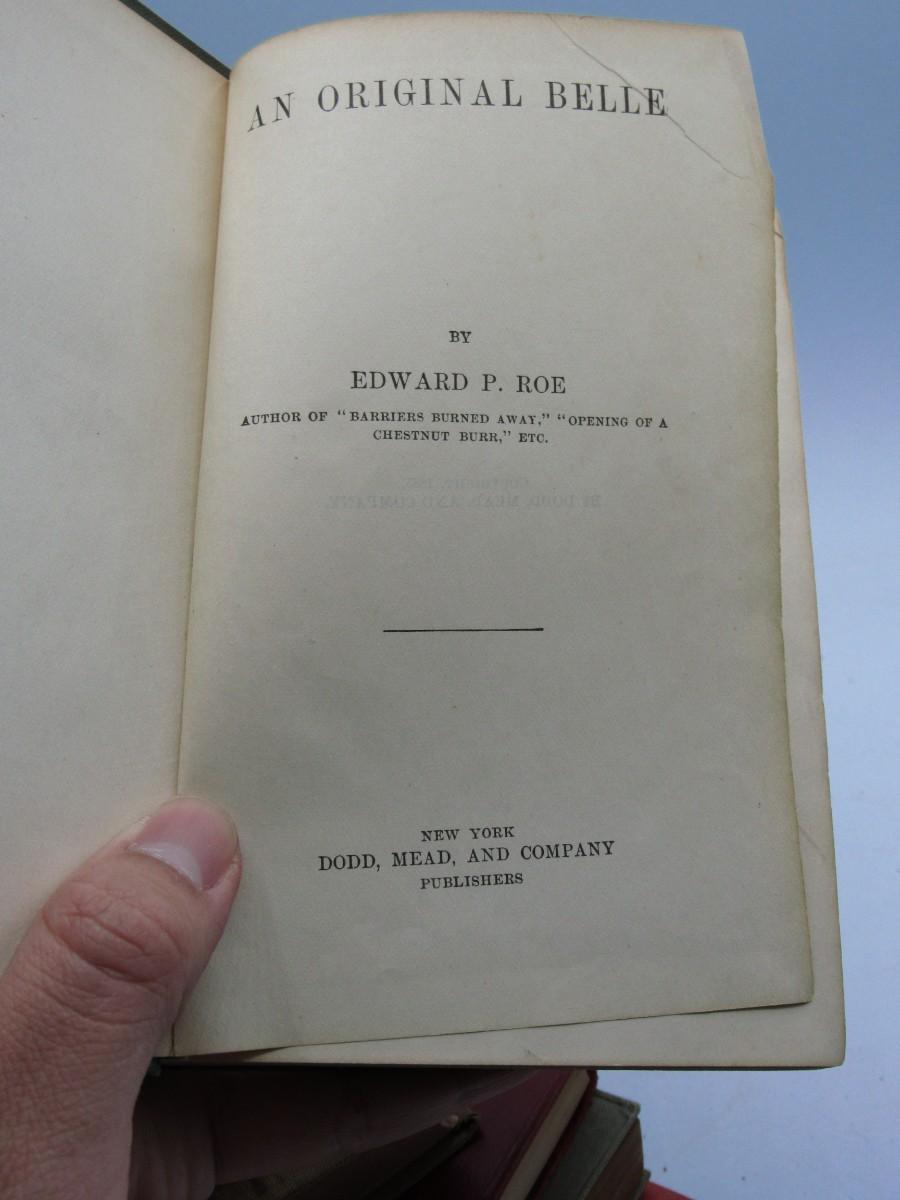 AN ORIGINAL BELLE
BY
EDWARD P. ROE
AUTHOR OF "BARRIERS BURNED AWAY," "OPENING OF A
CHESTNUT BURR," ETC.
NEW YORK
DODD, MEAD, AND COMPANY
PUBLISHERS